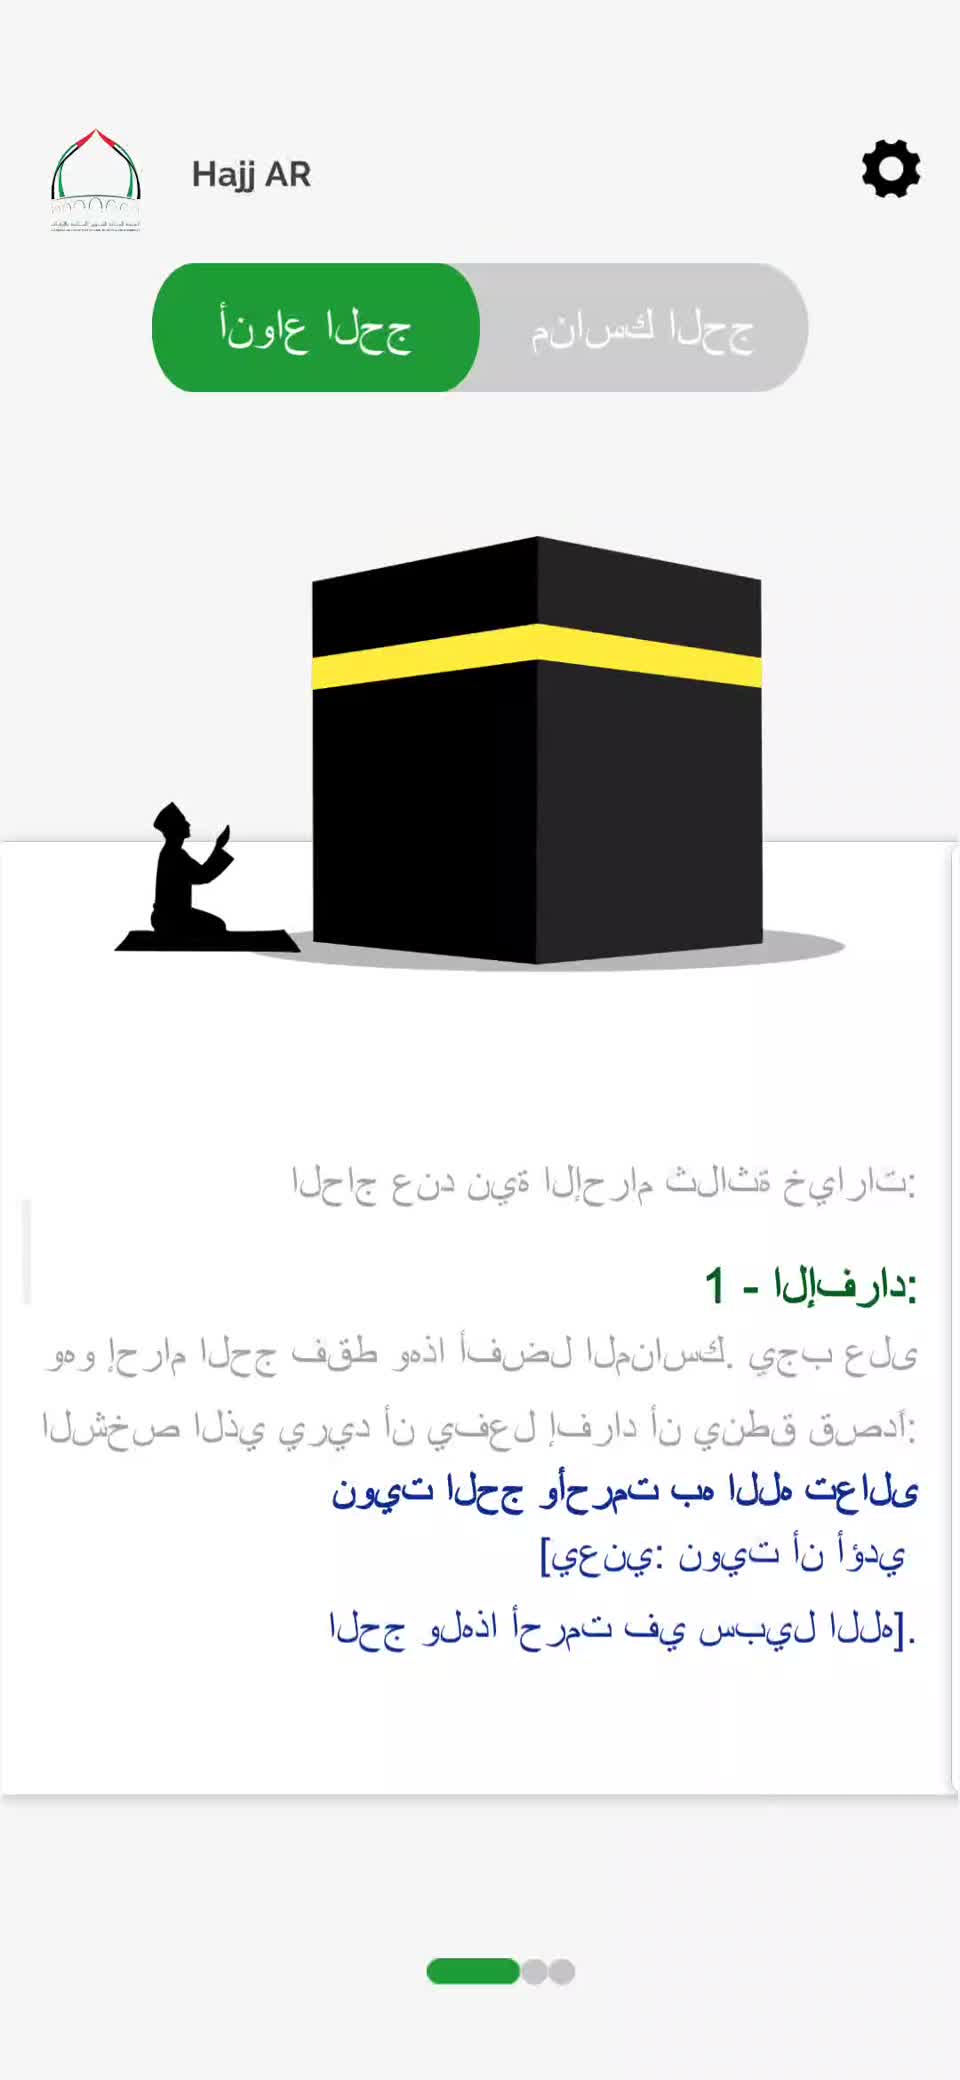 Hajj AR
أنواع الحج
مناسك الحج
الحاج عند نية الإحرام ثلاثة خيارات:
1 - الإفراد:
وهو إحرام الحج فقط وهذا أفضل المناسك. يجب على
الشخص الذي يريد أن يفعل إفراد أن ينطق قصداً:
نويت الحج وأحرمت به الله تعالى
[يعني: نويت أن أؤدي
الحج ولهذا أحرمت في سبيل الله].